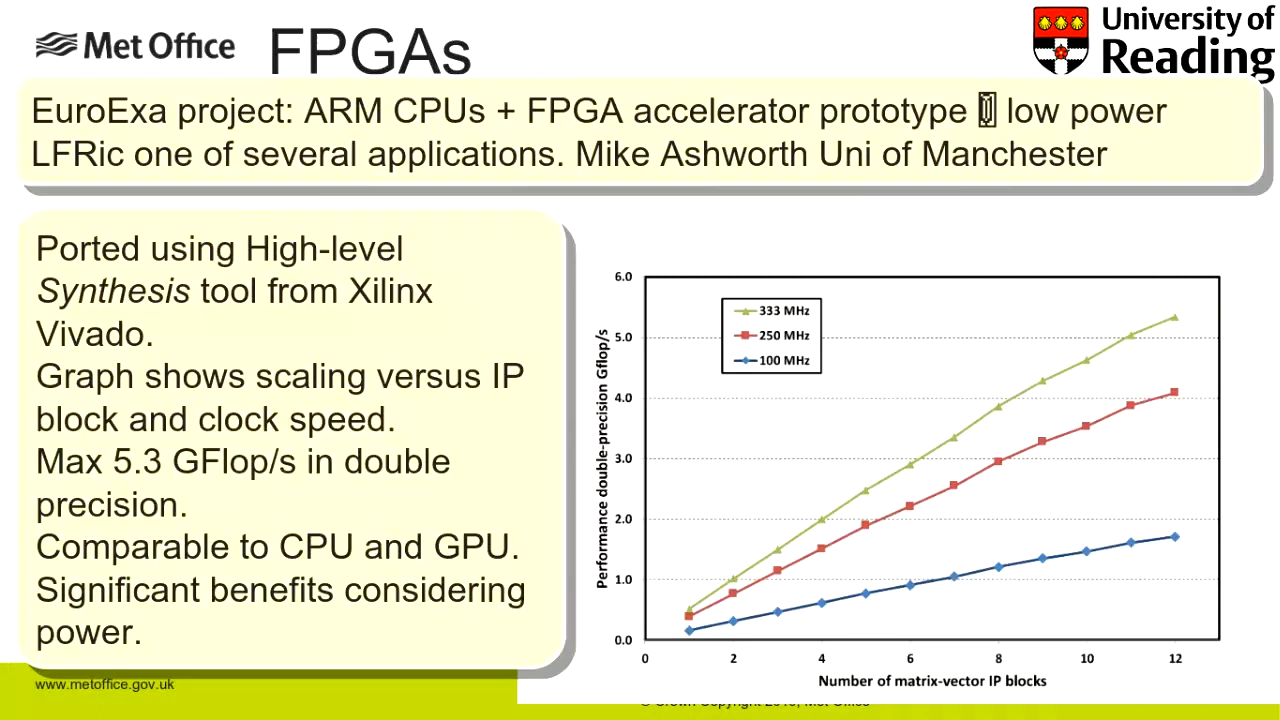 Met Office
FPGAs
University of
Reading
EuroExa project: ARM CPUs + FPGA accelerator prototype low power
LFRic one of several applications. Mike Ashworth Uni of Manchester
Ported using High-level
Synthesis tool from Xilinx
Vivado.
Graph shows scaling versus IP
block and clock speed.
Max 5.3 GFlop/s in double
precision.
Comparable to CPU and GPU.
Significant benefits considering
power.
Performance double-precision Gflop/s
6.0
5.0
4.0
3.0
2.0
1.0
0.0
333 MHz
250 MHz
100 MHz
0 2 4 6 8 10 12
Number of matrix-vector IP blocks
www.metoffice.gov.uk